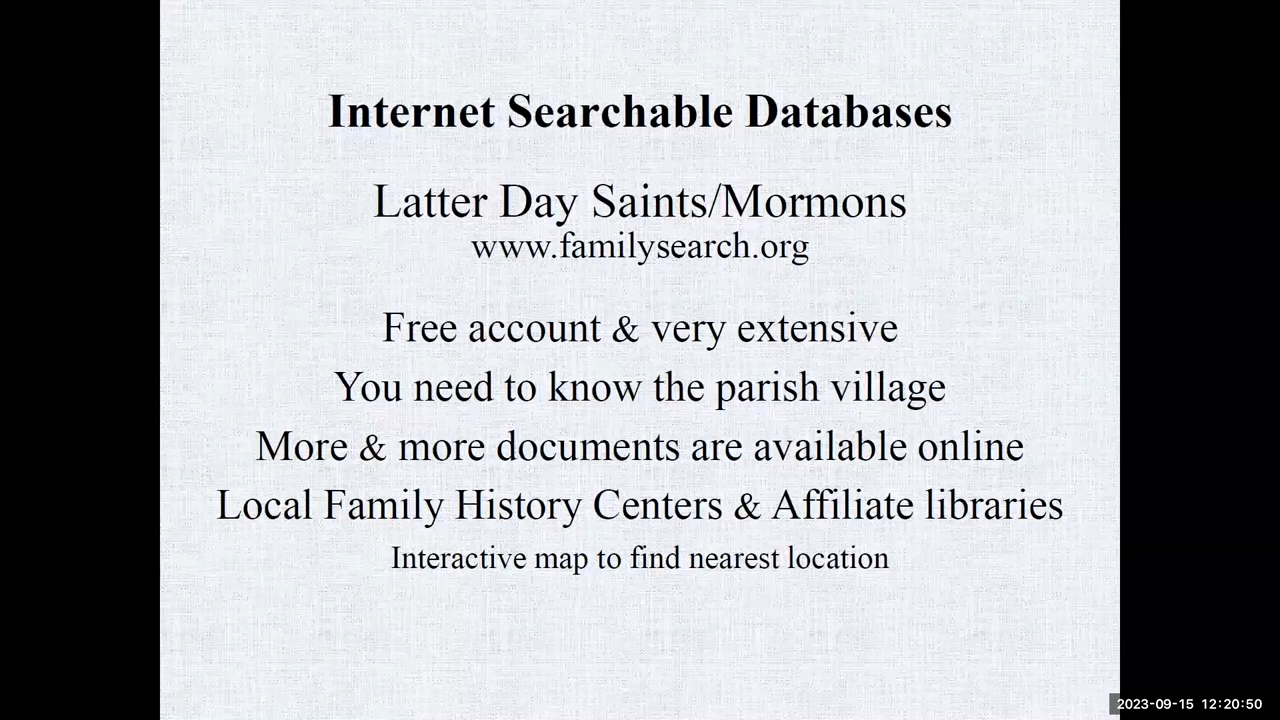 Internet Searchable Databases
Latter Day Saints/Mormons
www.familysearch.org
Free account & very extensive
You need to know the parish village
More & more documents are available online
Local Family History Centers & Affiliate libraries
Interactive map to find nearest location
2023-09-15 12:20:50